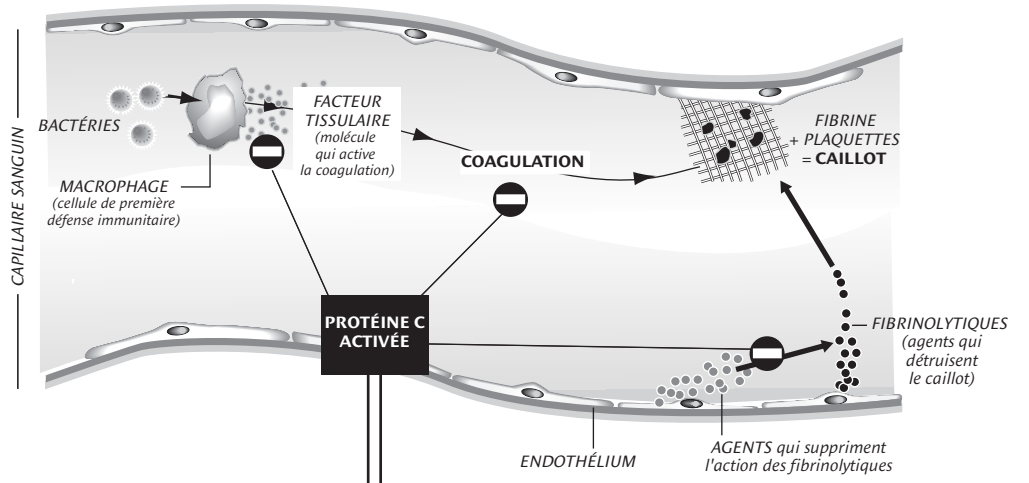 CAPILLAIRE SANGUIN
BACTÉRIES
MACROPHAGE
(cellule de première
défense immunitaire)
FACTEUR
TISSULAIRE
(molécule
qui active
la coagulation)
COAGULATION
FIBRINE
+ PLAQUETTES
= CAILLOT
PROTÉINE C
ACTIVÉE
FIBRINOLYTIQUES
(agents qui
détruisent
le caillot)
ENDOTHÉLIUM
AGENTS qui suppriment
l'action des fibrinolytiques